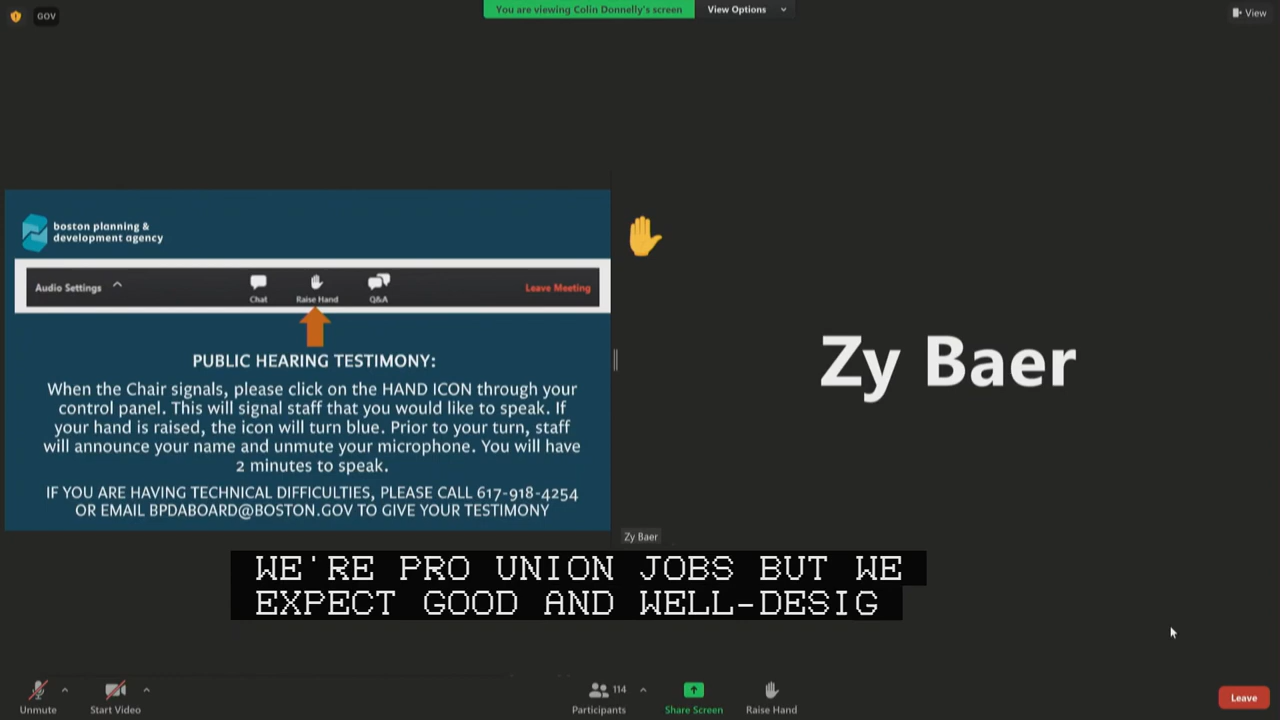 GOV
You are viewing Colin Donnelly's screen
View Options
View
boston planning &
development agency
Audio Settings
Chat
Raise Hand
Q&A
Leave Meeting
PUBLIC HEARING TESTIMONY:
When the Chair signals, please click on the HAND ICON through your
control panel. This will signal staff that you would like to speak. If
your hand is raised, the icon will turn blue. Prior to your turn, staff
will announce your name and unmute your microphone. You will have
2 minutes to speak.
IF YOU ARE HAVING TECHNICAL DIFFICULTIES, PLEASE CALL 617-918-4254
OR EMAIL BPDABOARD@BOSTON.GOV TO GIVE YOUR TESTIMONY
Zy Baer
Zy Baer
WE'RE PRO UNION JOBS BUT WE
EXPECT GOOD AND WELL-DESIG
Unmute
Start Video
114
Participants
Share Screen
Raise Hand
Leave